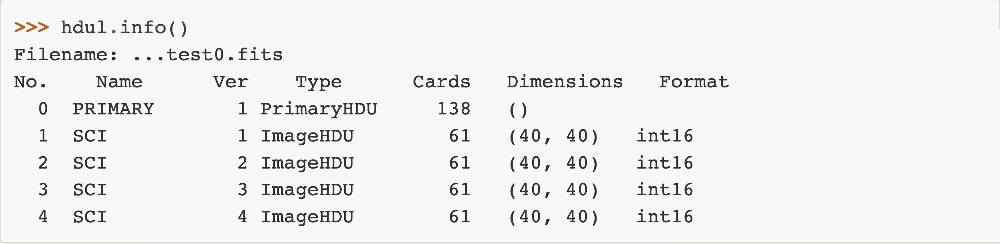 >>> hdul.info()
Filename: ...test0.fits
No.    Name      Ver    Type      Cards   Dimensions   Format
  0  PRIMARY       1 PrimaryHDU     138   ()
  1  SCI           1 ImageHDU        61   (40, 40)   int16
  2  SCI           2 ImageHDU        61   (40, 40)   int16
  3  SCI           3 ImageHDU        61   (40, 40)   int16
  4  SCI           4 ImageHDU        61   (40, 40)   int16